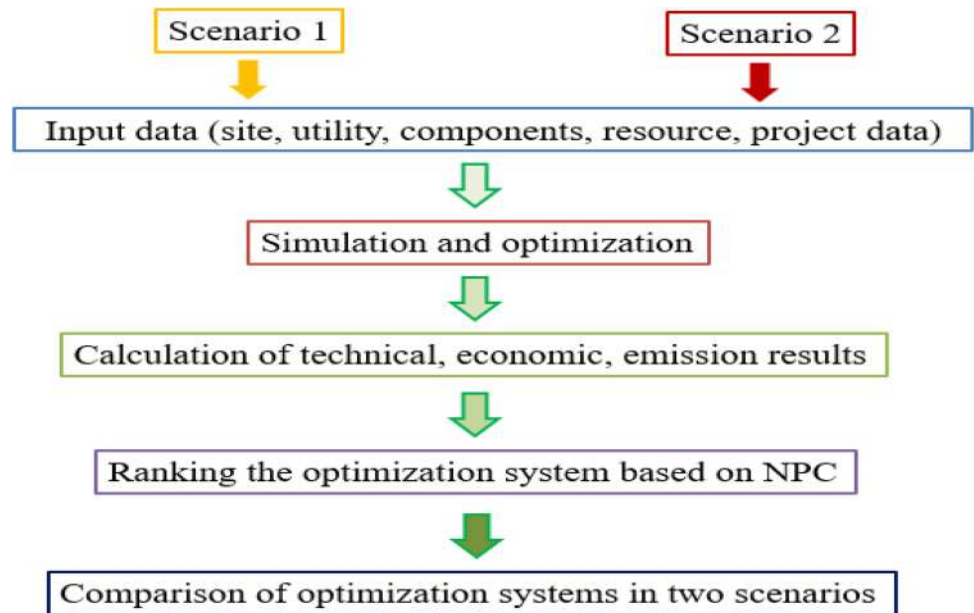 Scenario 1
Scenario 2
Input data (site, utility, components, resource, project data)
Simulation and optimization
Calculation of technical, economic, emission results
Ranking the optimization system based on NPC
Comparison of optimization systems in two scenarios